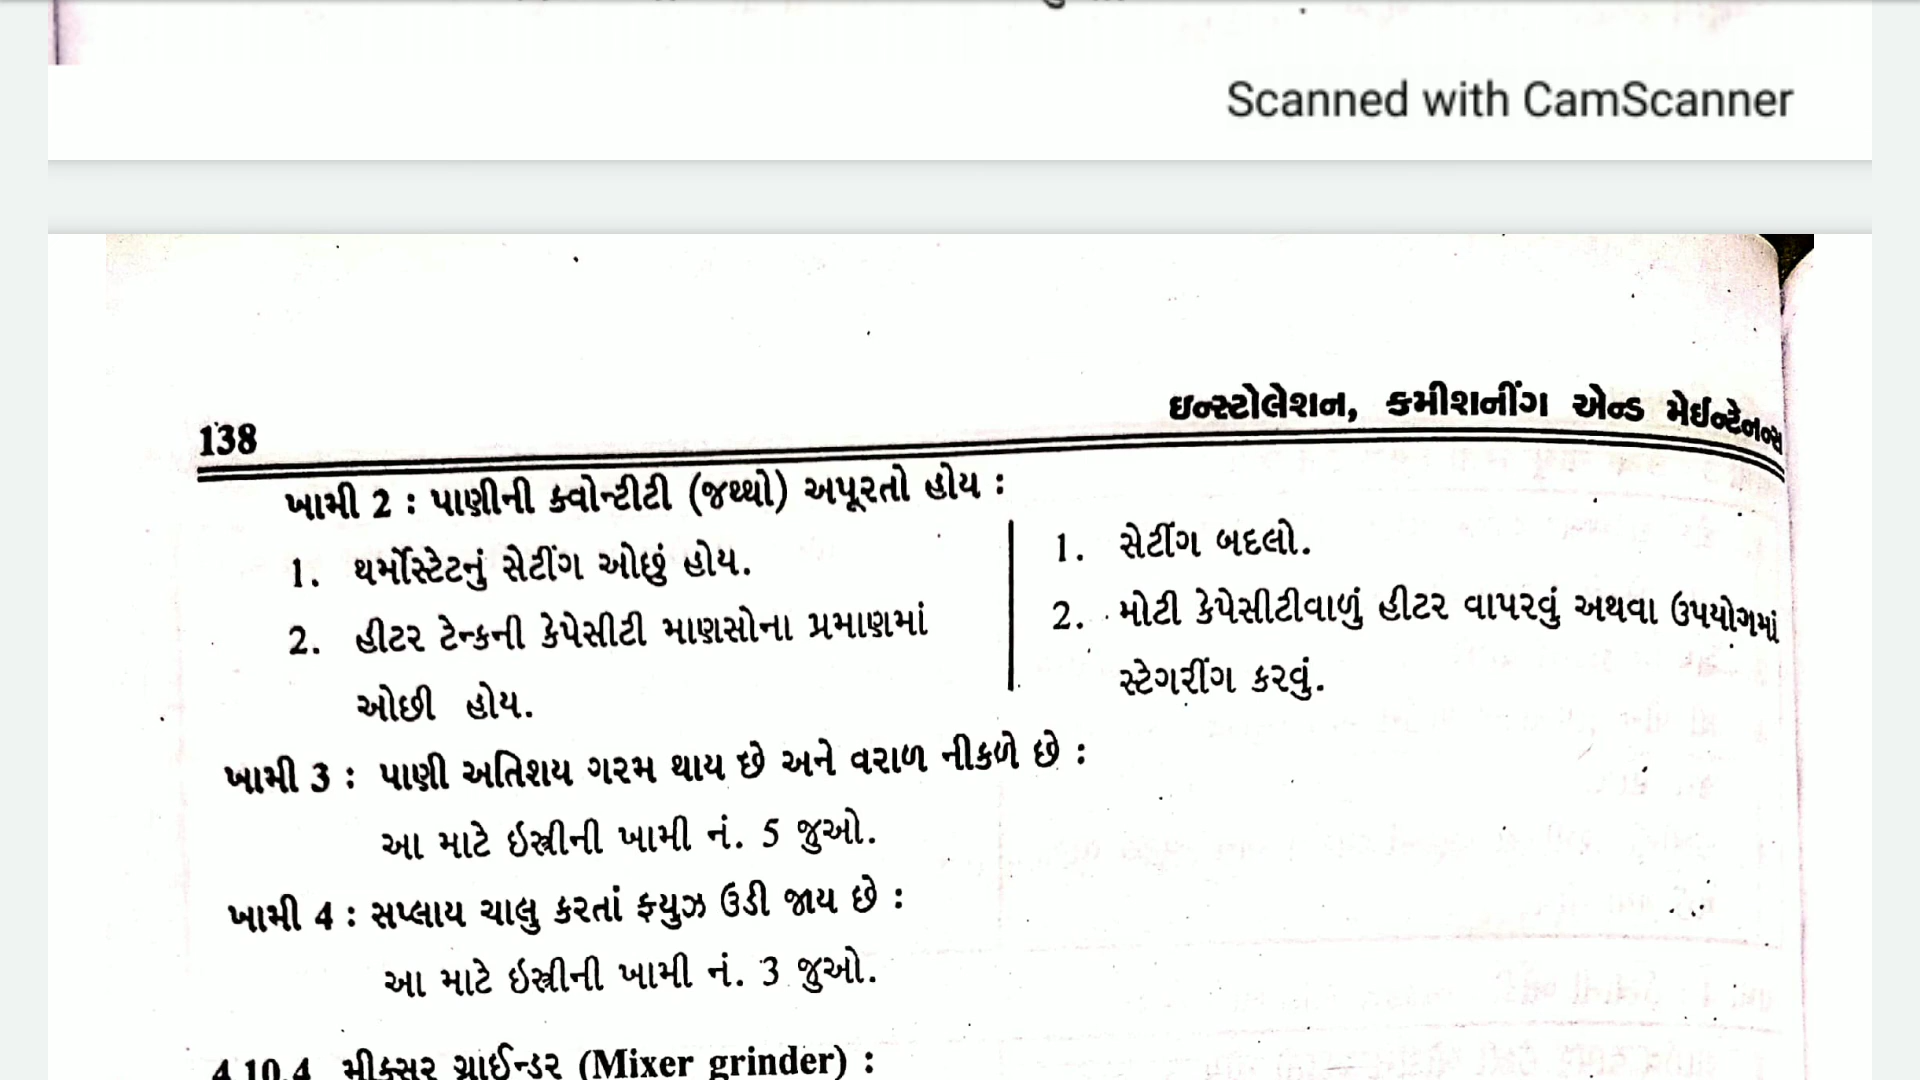 Scanned with CamScanner
138
ઇન્સ્ટોલેશન, કમીશનીંગ એન્ડ મેઈન્ટેનન્સ
ખામી 2 : પાણીની ક્વોન્ટીટી (જથ્થો) અપૂરતો હોય :
1. થર્મોસ્ટેટનું સેટીંગ ઓછું હોય.
2. હીટર ટેન્કની કેપેસીટી માણસોના પ્રમાણમાં
ઓછી હોય.
1. સેટીંગ બદલો.
2. મોટી કેપેસીટીવાળું હીટર વાપરવું અથવા ઉપયોગમાં
સ્ટેગરીંગ કરવું.
ખામી 3 : પાણી અતિશય ગરમ થાય છે અને વરાળ નીકળે છે :
આ માટે ઇસ્ત્રીની ખામી નં. 5 જુઓ.
ખામી 4 : સપ્લાય ચાલુ કરતાં ફ્યુઝ ઉડી જાય છે :
આ માટે ઇસ્ત્રીની ખામી નં. 3 જુઓ.
4.10.4 મીક્સર ગ્રાઈન્ડર (Mixer grinder) :